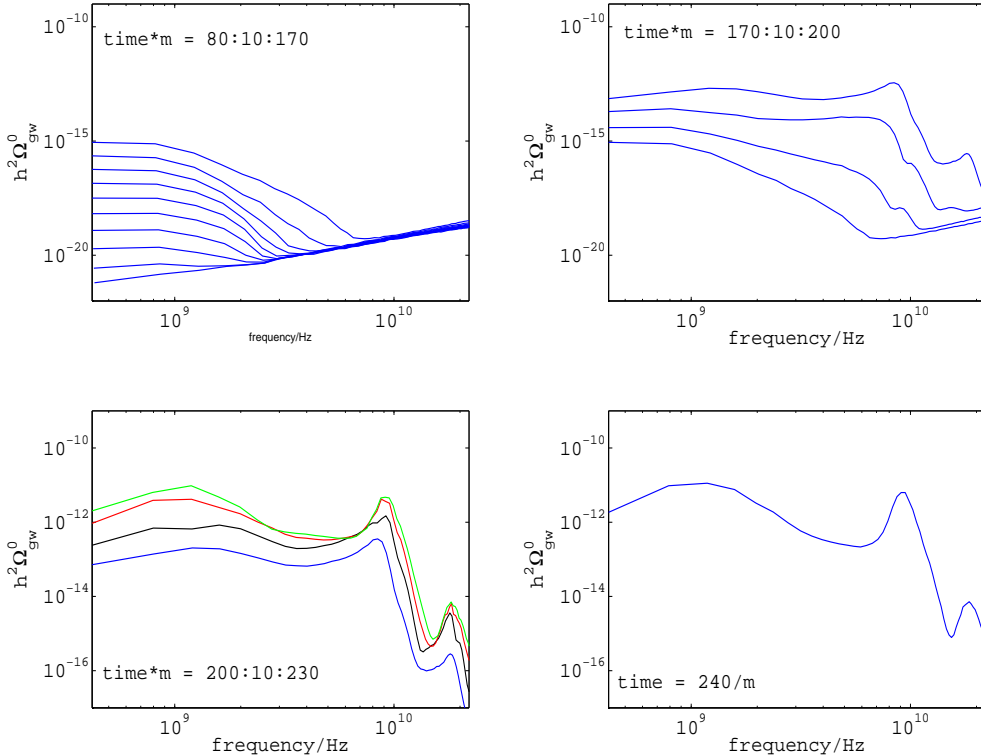 10^-10
10^-15
10^-20
h^2Ω^0_gw
time*m = 80:10:170
10^9
10^10
frequency/Hz
10^-10
10^-15
10^-20
h^2Ω^0_gw
time*m = 170:10:200
10^9
10^10
frequency/Hz
10^-10
10^-12
10^-14
10^-16
h^2Ω^0_gw
time*m = 200:10:230
10^9
10^10
frequency/Hz
10^-10
10^-12
10^-14
10^-16
h^2Ω^0_gw
time = 240/m
10^9
10^10
frequency/Hz